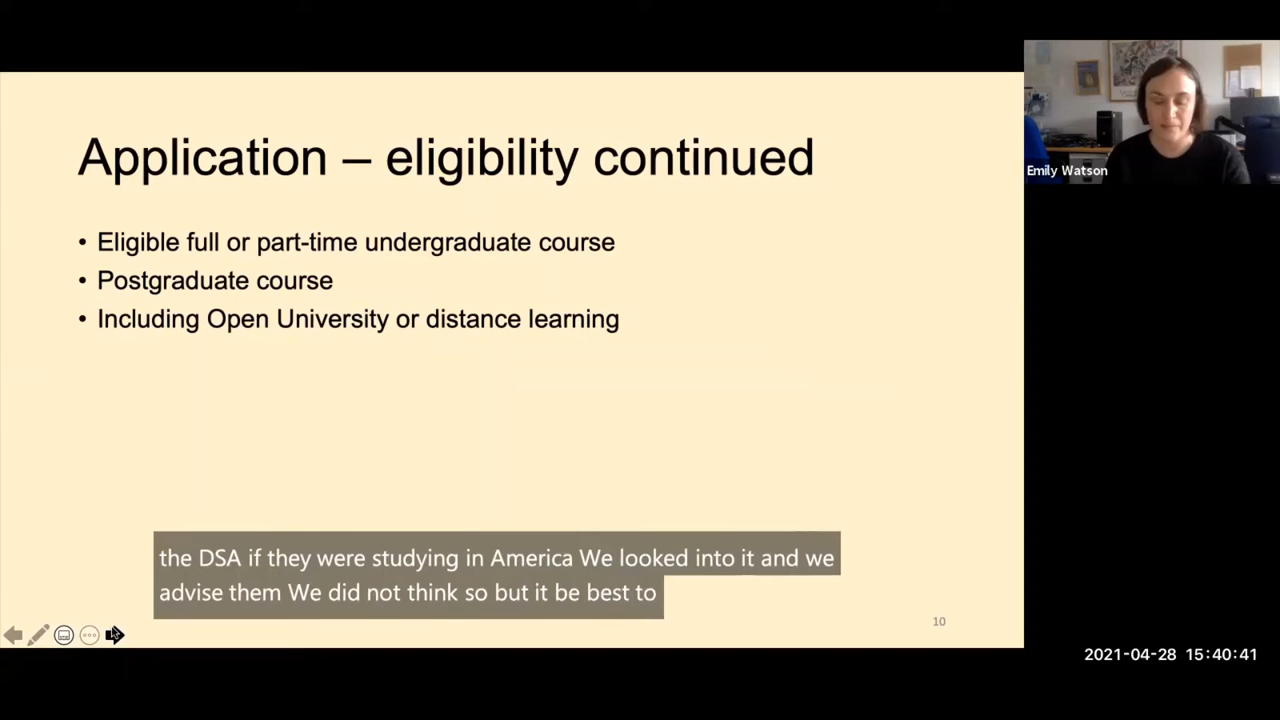 Application – eligibility continued
• Eligible full or part-time undergraduate course
• Postgraduate course
• Including Open University or distance learning
the DSA if they were studying in America We looked into it and we
advise them We did not think so but it be best to
10
Emily Watson
2021-04-28 15:40:41